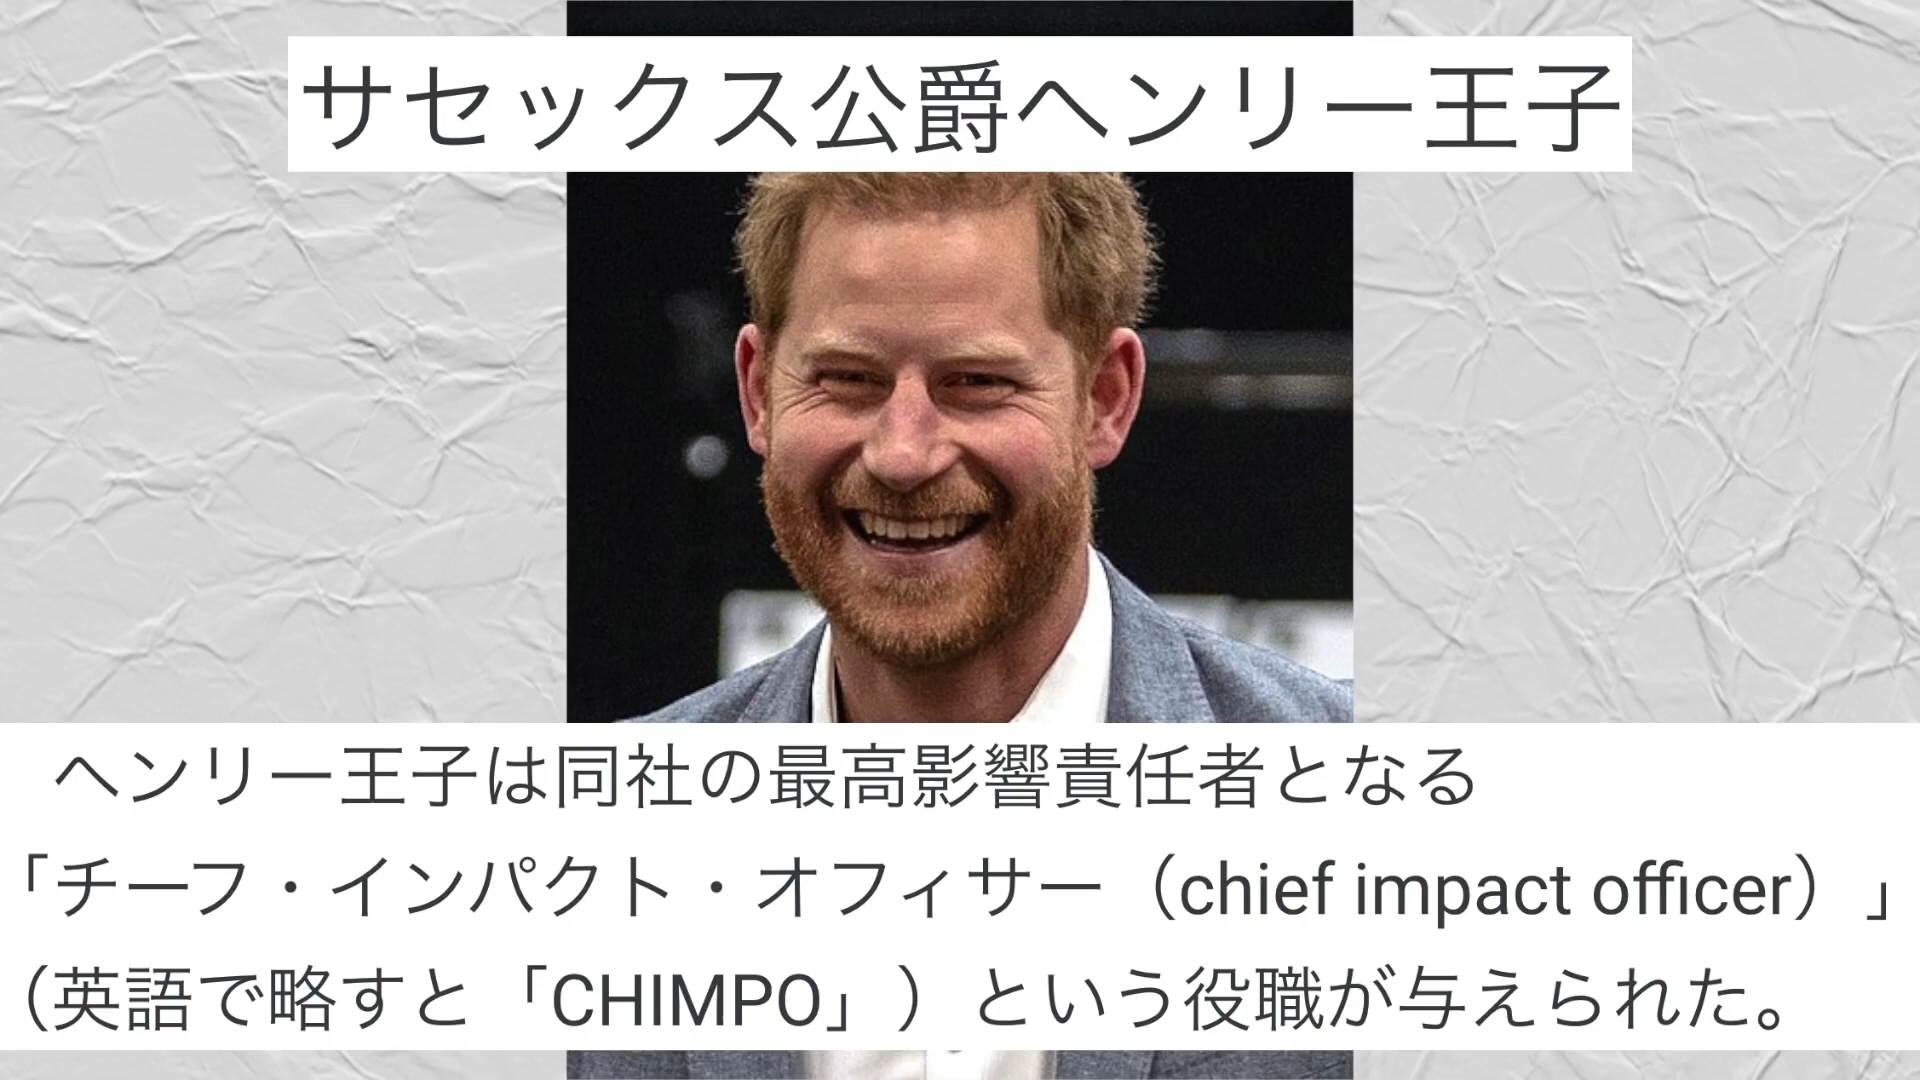 サセックス公爵ヘンリー王子
ヘンリー王子は同社の最高影響責任者となる
「チーフ・インパクト・オフィサー（chief impact officer）」
（英語で略すと「CHIMPO」）という役職が与えられた。